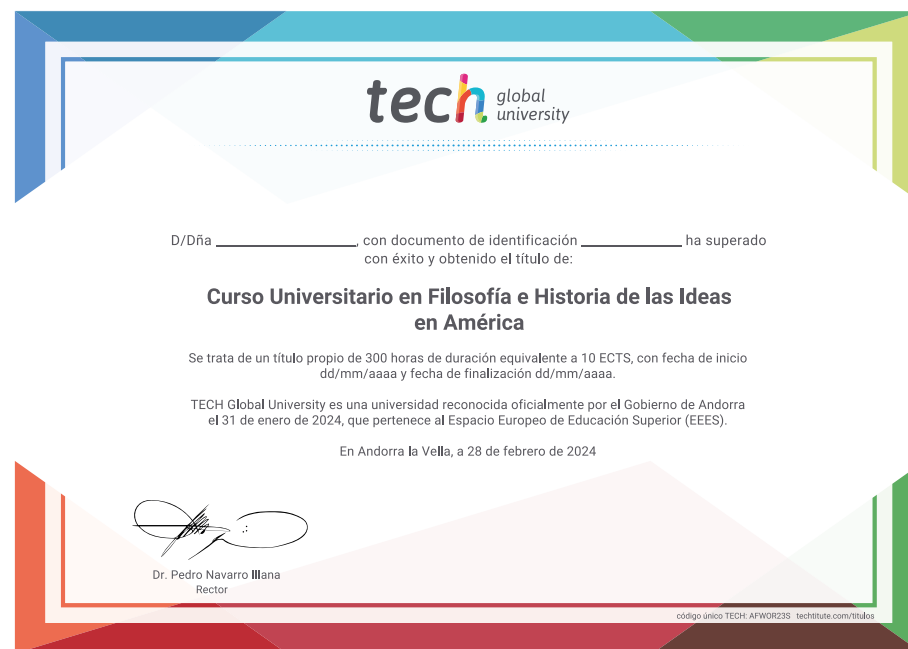 tech global university
D/Dña ____________________, con documento de identificación ______________ ha superado
con éxito y obtenido el título de:
Curso Universitario en Filosofía e Historia de las Ideas
en América
Se trata de un título propio de 300 horas de duración equivalente a 10 ECTS, con fecha de inicio
dd/mm/aaaa y fecha de finalización dd/mm/aaaa.
TECH Global University es una universidad reconocida oficialmente por el Gobierno de Andorra
el 31 de enero de 2024, que pertenece al Espacio Europeo de Educación Superior (EEES).
En Andorra la Vella, a 28 de febrero de 2024
Dr. Pedro Navarro Illana
Rector
código único TECH: AFWOR23S techtitute.com/titulos